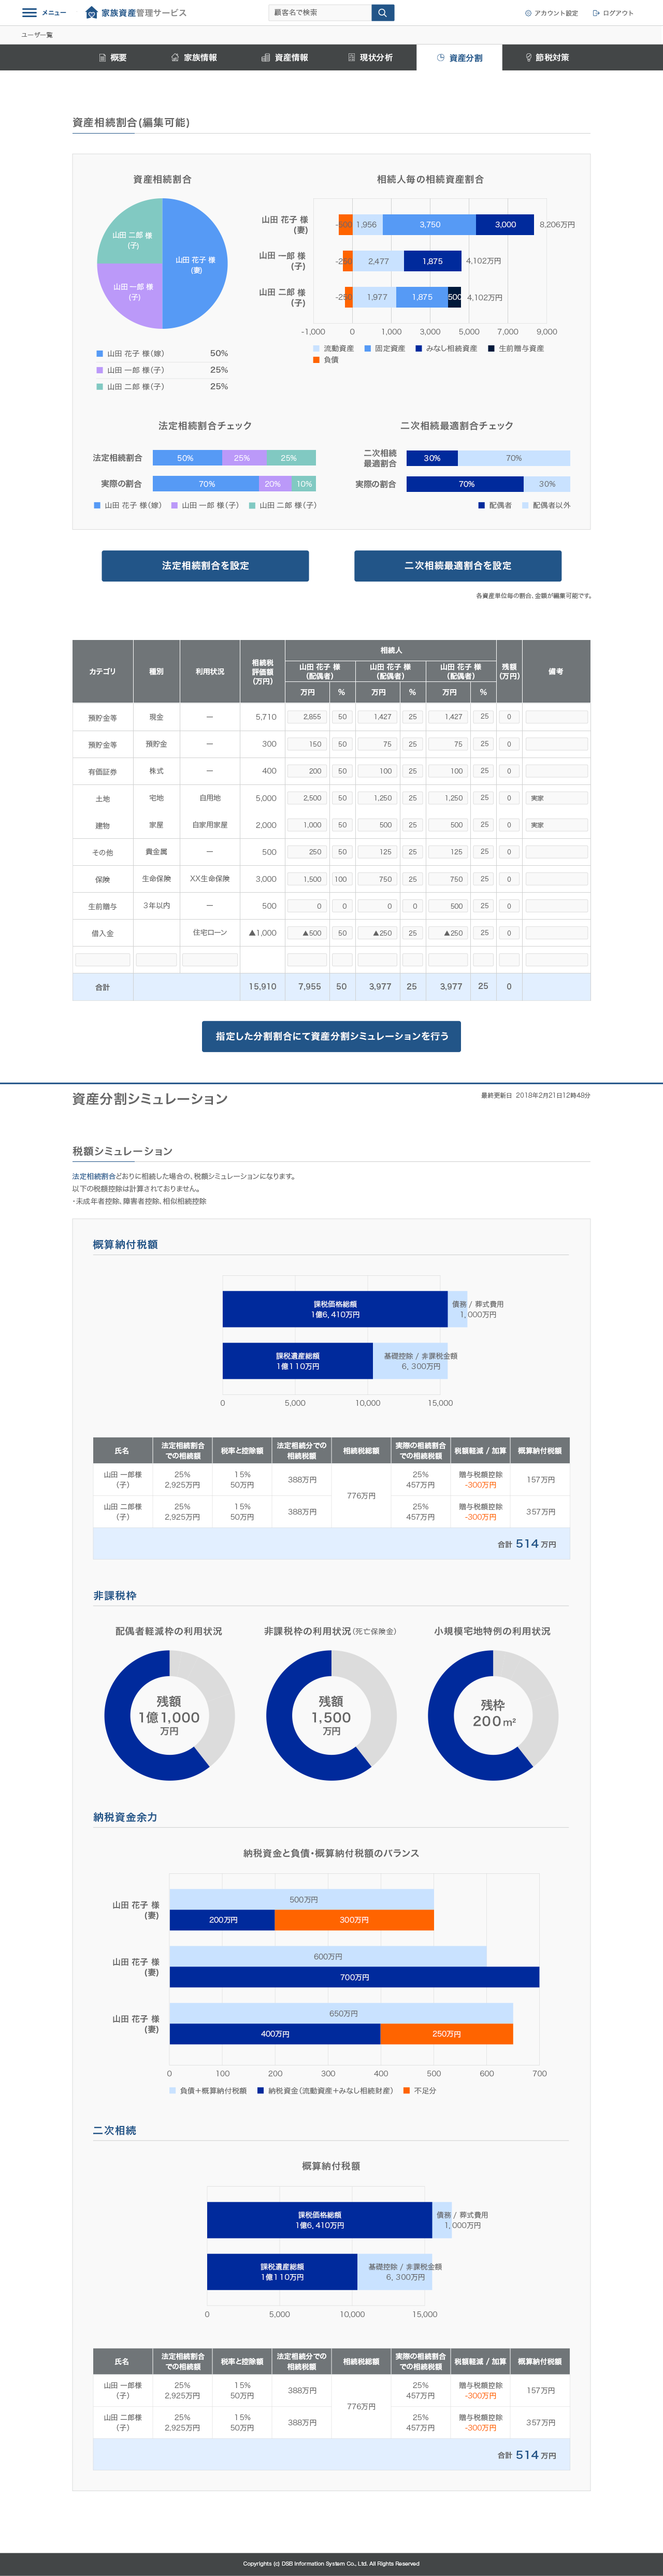 メニュー
家族資産管理サービス
顧客名で検索
アカウント設定
ログアウト
ユーザ一覧
概要
家族情報
資産情報
現状分析
資産分割
節税対策
資産相続割合(編集可能)
資産相続割合
山田 二郎 様
(子)
山田 花子 様
(妻)
山田 一郎 様
(子)
山田 花子 様(嫁) 50%
山田 一郎 様(子) 25%
山田 二郎 様(子) 25%
相続人毎の相続資産割合
山田 花子 様
(妻)
-500 1,956 3,750 3,000 8,206万円
山田 一郎 様
(子)
-250 2,477 1,875 4,102万円
山田 二郎 様
(子)
-250 1,977 1,875 500 4,102万円
-1,000 0 1,000 3,000 5,000 7,000 9,000
流動資産 固定資産 みなし相続資産 生前贈与資産
負債
法定相続割合チェック
法定相続割合 50% 25% 25%
実際の割合 70% 20% 10%
山田 花子 様(嫁) 山田 一郎 様(子) 山田 二郎 様(子)
二次相続最適割合チェック
二次相続
最適割合
30% 70%
実際の割合 70% 30%
配偶者 配偶者以外
法定相続割合を設定
二次相続最適割合を設定
各資産単位毎の割合、金額が編集可能です。
カテゴリ 種別 利用状況 相続税
評価額
(万円)
相続人
山田 花子 様
(配偶者)
山田 花子 様
(配偶者)
山田 花子 様
(配偶者)
残額
(万円)
備考
万円 % 万円 % 万円 %
預貯金等 現金 ー 5,710 2,855 50 1,427 25 1,427 25 0
預貯金等 預貯金 ー 300 150 50 75 25 75 25 0
有価証券 株式 ー 400 200 50 100 25 100 25 0
土地 宅地 自用地 5,000 2,500 50 1,250 25 1,250 25 0 実家
建物 家屋 自家用家屋 2,000 1,000 50 500 25 500 25 0 実家
その他 貴金属 ー 500 250 50 125 25 125 25 0
保険 生命保険 XX生命保険 3,000 1,500 100 750 25 750 25 0
生前贈与 3年以内 ー 500 0 0 0 0 500 25 0
借入金 住宅ローン ▲1,000 ▲500 50 ▲250 25 ▲250 25 0
合計 15,910 7,955 50 3,977 25 3,977 25 0
指定した分割割合にて資産分割シミュレーションを行う
資産分割シミュレーション
最終更新日 2018年2月21日12時48分
税額シミュレーション
法定相続割合どおりに相続した場合の、税額シミュレーションになります。
以下の税額控除は計算されておりません。
・未成年者控除、障害者控除、相似相続控除
概算納付税額
課税価格総額
1億6,410万円
債務 / 葬式費用
1,000万円
課税遺産総額
1億110万円
基礎控除 / 非課税金額
6,300万円
0 5,000 10,000 15,000
氏名 法定相続割合
での相続額
税率と控除額 法定相続分での
相続税額
相続税総額 実際の相続割合
での相続税額
税額軽減 / 加算 概算納付税額
山田 一郎様
(子)
25%
2,925万円
15%
50万円
388万円
776万円
25%
457万円
贈与税額控除
-300万円
157万円
山田 二郎様
(子)
25%
2,925万円
15%
50万円
388万円
25%
457万円
贈与税額控除
-300万円
357万円
合計 514 万円
非課税枠
配偶者軽減枠の利用状況
残額
1億1,000
万円
非課税枠の利用状況(死亡保険金)
残額
1,500
万円
小規模宅地特例の利用状況
残枠
200m²
納税資金余力
納税資金と負債・概算納付税額のバランス
山田 花子 様
(妻)
500万円
200万円 300万円
山田 花子 様
(妻)
600万円
700万円
山田 花子 様
(妻)
650万円
400万円 250万円
0 100 200 300 400 500 600 700
負債+概算納付税額 納税資金(流動資産+みなし相続財産) 不足分
二次相続
概算納付税額
課税価格総額
1億6,410万円
債務 / 葬式費用
1,000万円
課税遺産総額
1億110万円
基礎控除 / 非課税金額
6,300万円
0 5,000 10,000 15,000
氏名 法定相続割合
での相続額
税率と控除額 法定相続分での
相続税額
相続税総額 実際の相続割合
での相続税額
税額軽減 / 加算 概算納付税額
山田 一郎様
(子)
25%
2,925万円
15%
50万円
388万円
776万円
25%
457万円
贈与税額控除
-300万円
157万円
山田 二郎様
(子)
25%
2,925万円
15%
50万円
388万円
25%
457万円
贈与税額控除
-300万円
357万円
合計 514 万円
Copyrights (c) DSB Information System Co., Ltd. All Rights Reserved